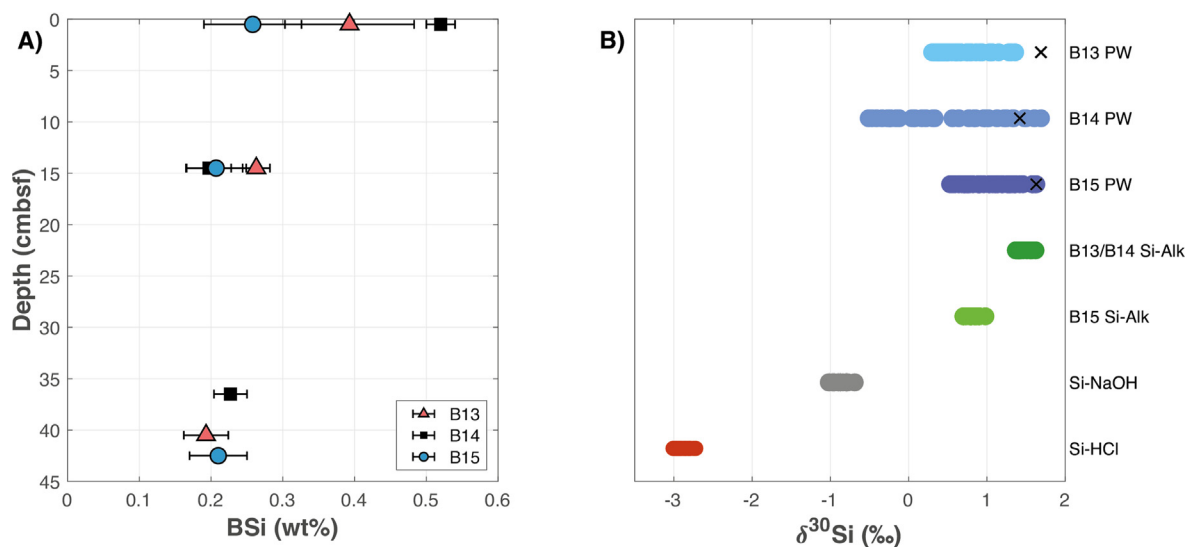 A)
0
5
10
15
20
25
30
35
40
45
Depth (cmbsf)
0
0.1
0.2
0.3
0.4
0.5
0.6
BSi (wt%)
B13
B14
B15
B)
B13 PW
B14 PW
B15 PW
B13/B14 Si-Alk
B15 Si-Alk
Si-NaOH
Si-HCl
-3
-2
-1
0
1
2
δ³⁰Si (‰)